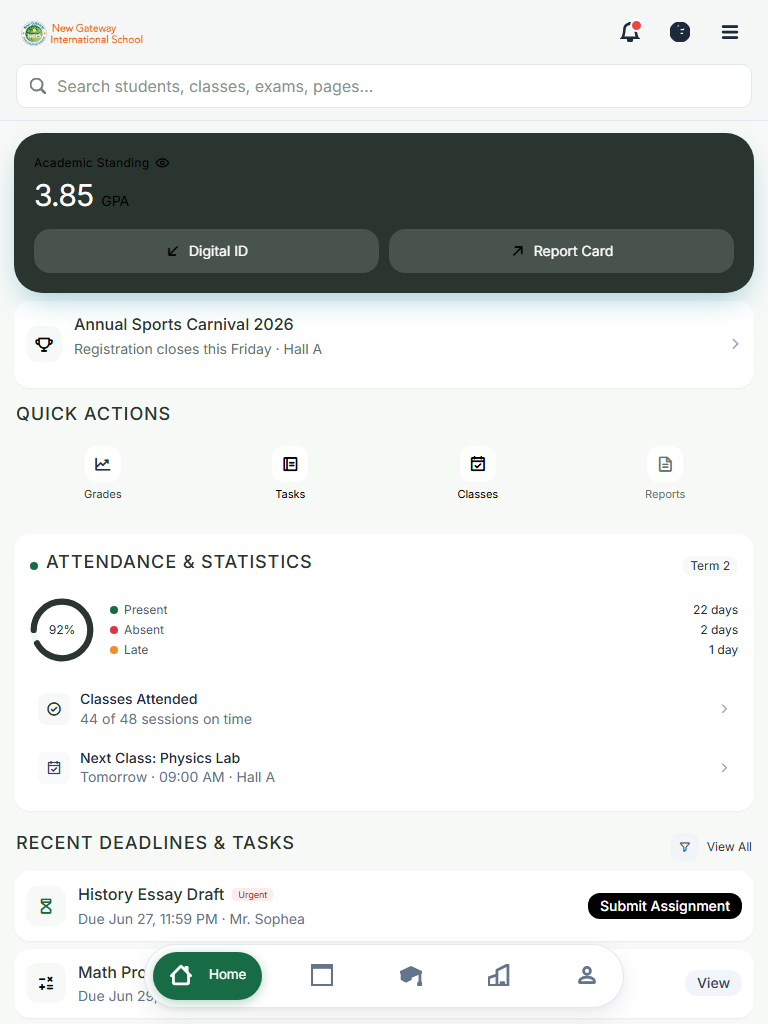 New Gateway
International School
Search students, classes, exams, pages...
Academic Standing
3.85 GPA
Digital ID
Report Card
Annual Sports Carnival 2026
Registration closes this Friday · Hall A
QUICK ACTIONS
Grades
Tasks
Classes
Reports
ATTENDANCE & STATISTICS
Term 2
92%
Present 22 days
Absent 2 days
Late 1 day
Classes Attended
44 of 48 sessions on time
Next Class: Physics Lab
Tomorrow · 09:00 AM · Hall A
RECENT DEADLINES & TASKS
View All
History Essay Draft Urgent
Due Jun 27, 11:59 PM · Mr. Sophea
Submit Assignment
Math Pro
Due Jun 29,
View
Home